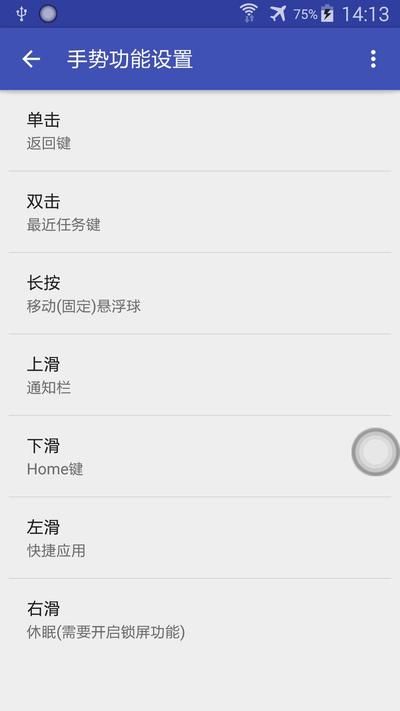 75% 14:13
手势功能设置
单击
返回键
双击
最近任务键
长按
移动(固定)悬浮球
上滑
通知栏
下滑
Home键
左滑
快捷应用
右滑
休眠(需要开启锁屏功能)